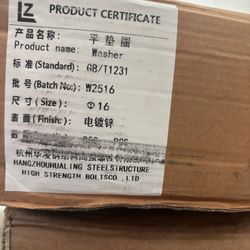 LZ PRODUCT CERTIFICATE
产品名称: 平垫圈
Product name: Washer
标准(Standard): GB/T1231
批号(Batch No): W2516
尺寸(Size): Φ16
表面(Finish): 电镀锌
HANGZHOUHUALING STEELSTRUCTURE
HIGH STRENGTH BOLTSCO., LTD